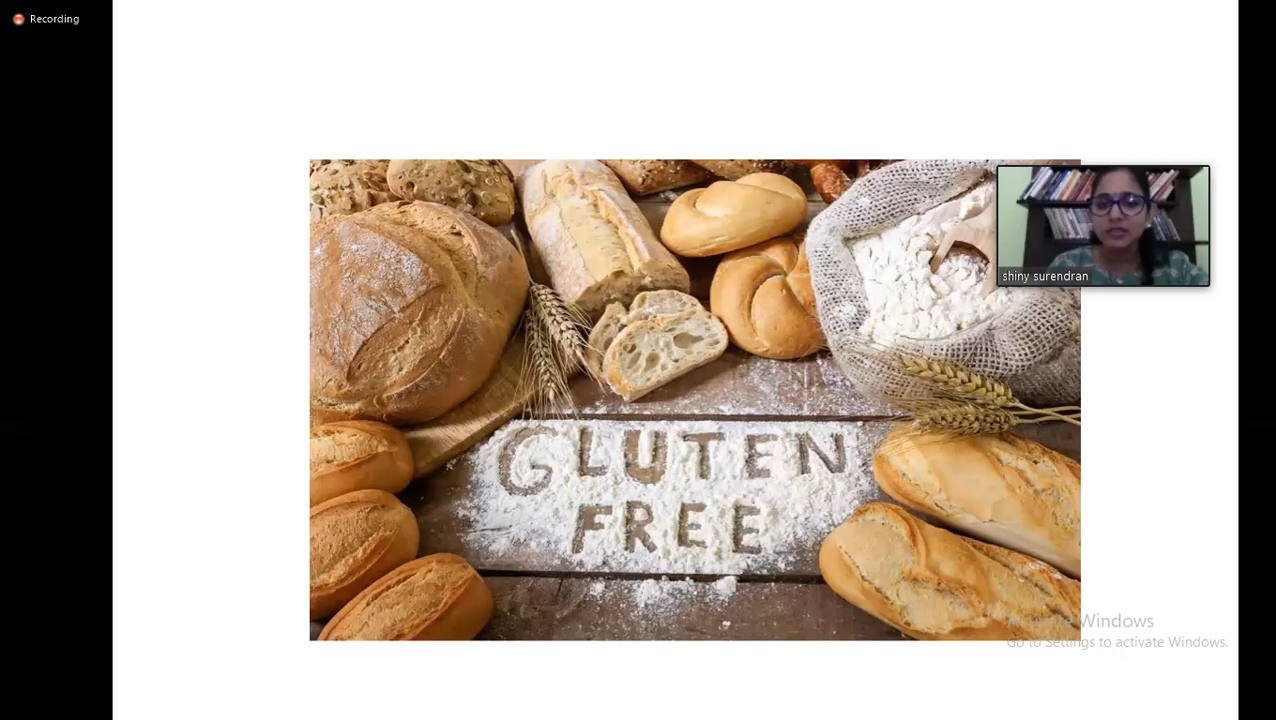 Recording
shiny surendran
GLUTEN
FREE
Activate Windows
Go to Settings to activate Windows.